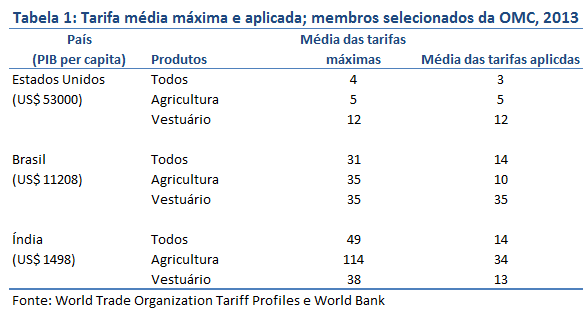 Tabela 1: Tarifa média máxima e aplicada; membros selecionados da OMC, 2013
País (PIB per capita) Produtos Média das tarifas máximas Média das tarifas aplicdas
Estados Unidos Todos 4 3
(US$ 53000) Agricultura 5 5
Vestuário 12 12
Brasil Todos 31 14
(US$ 11208) Agricultura 35 10
Vestuário 35 35
Índia Todos 49 14
(US$ 1498) Agricultura 114 34
Vestuário 38 13
Fonte: World Trade Organization Tariff Profiles e World Bank